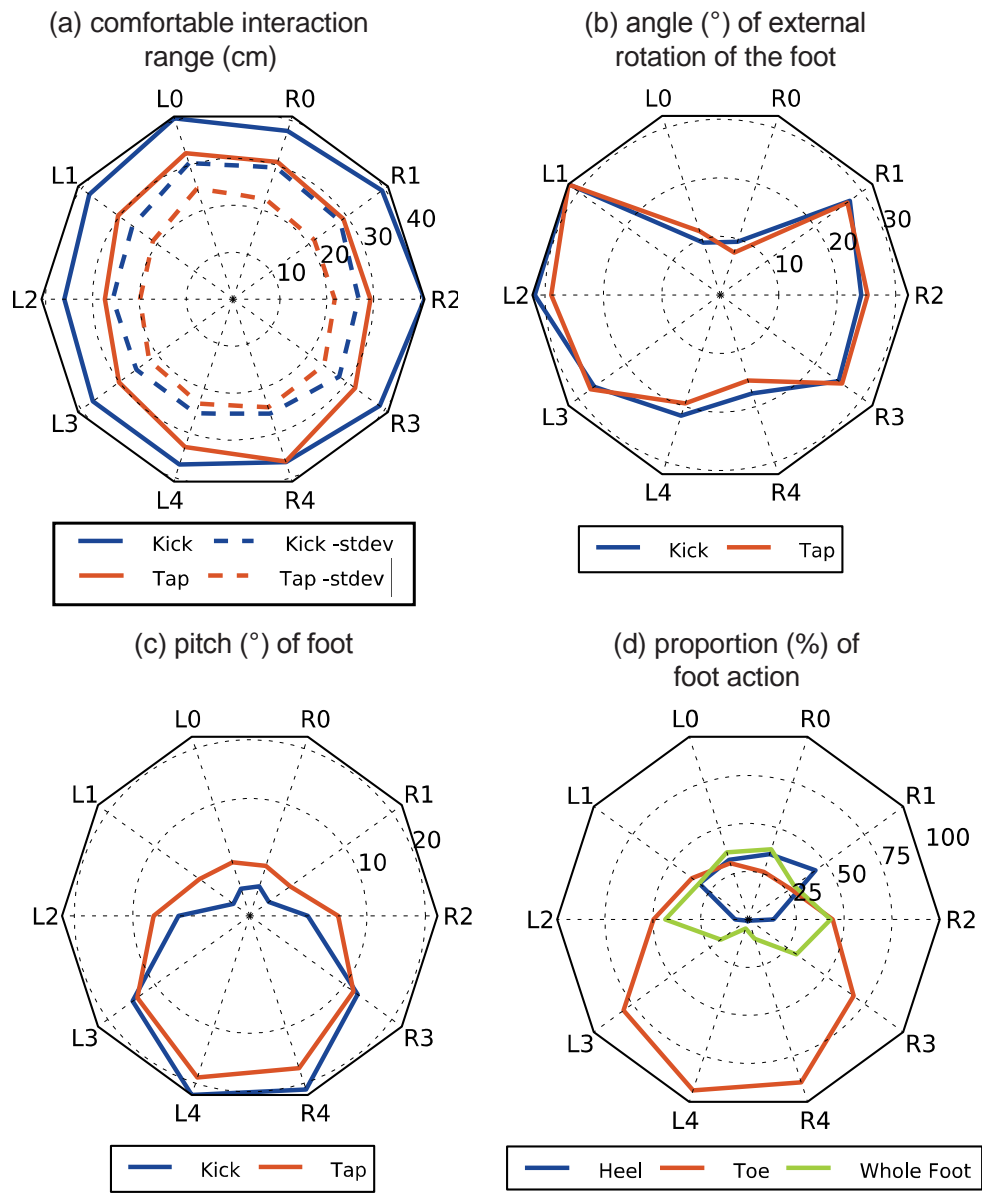 (a) comfortable interaction
range (cm)
L0
R0
L1
R1
40
30
20
10
L2
R2
L3
R3
L4
R4
Kick
Kick -stdev
Tap
Tap -stdev
(b) angle (°) of external
rotation of the foot
L0
R0
L1
R1
30
20
10
L2
R2
L3
R3
L4
R4
Kick
Tap
(c) pitch (°) of foot
L0
R0
L1
R1
20
10
L2
R2
L3
R3
L4
R4
Kick
Tap
(d) proportion (%) of
foot action
L0
R0
L1
R1
100
75
50
25
L2
R2
L3
R3
L4
R4
Heel
Toe
Whole Foot